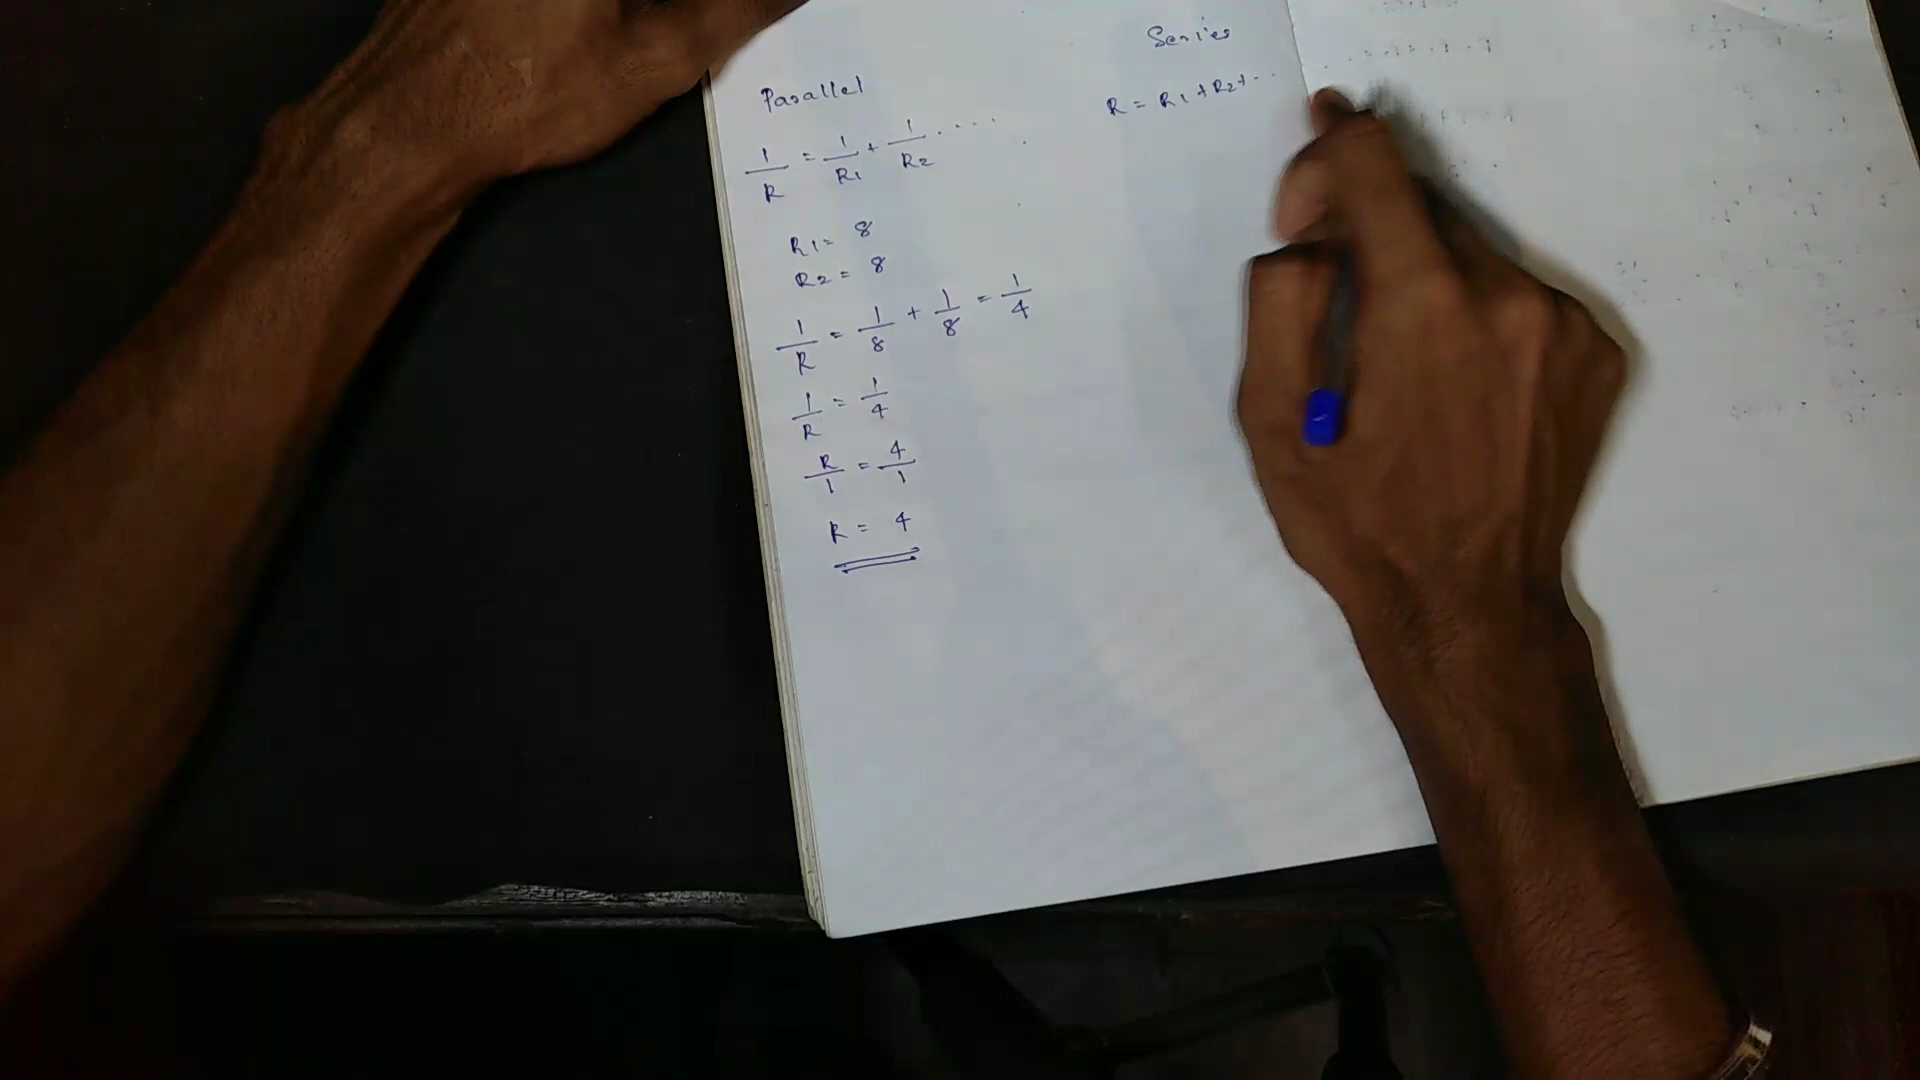 Parallel
1/R = 1/R1 + 1/R2 ....
R1 = 8
R2 = 8
1/R = 1/8 + 1/8 = 1/4
1/R = 1/4
R/1 = 4/1
R = 4
Series
R = R1 + R2 + ...